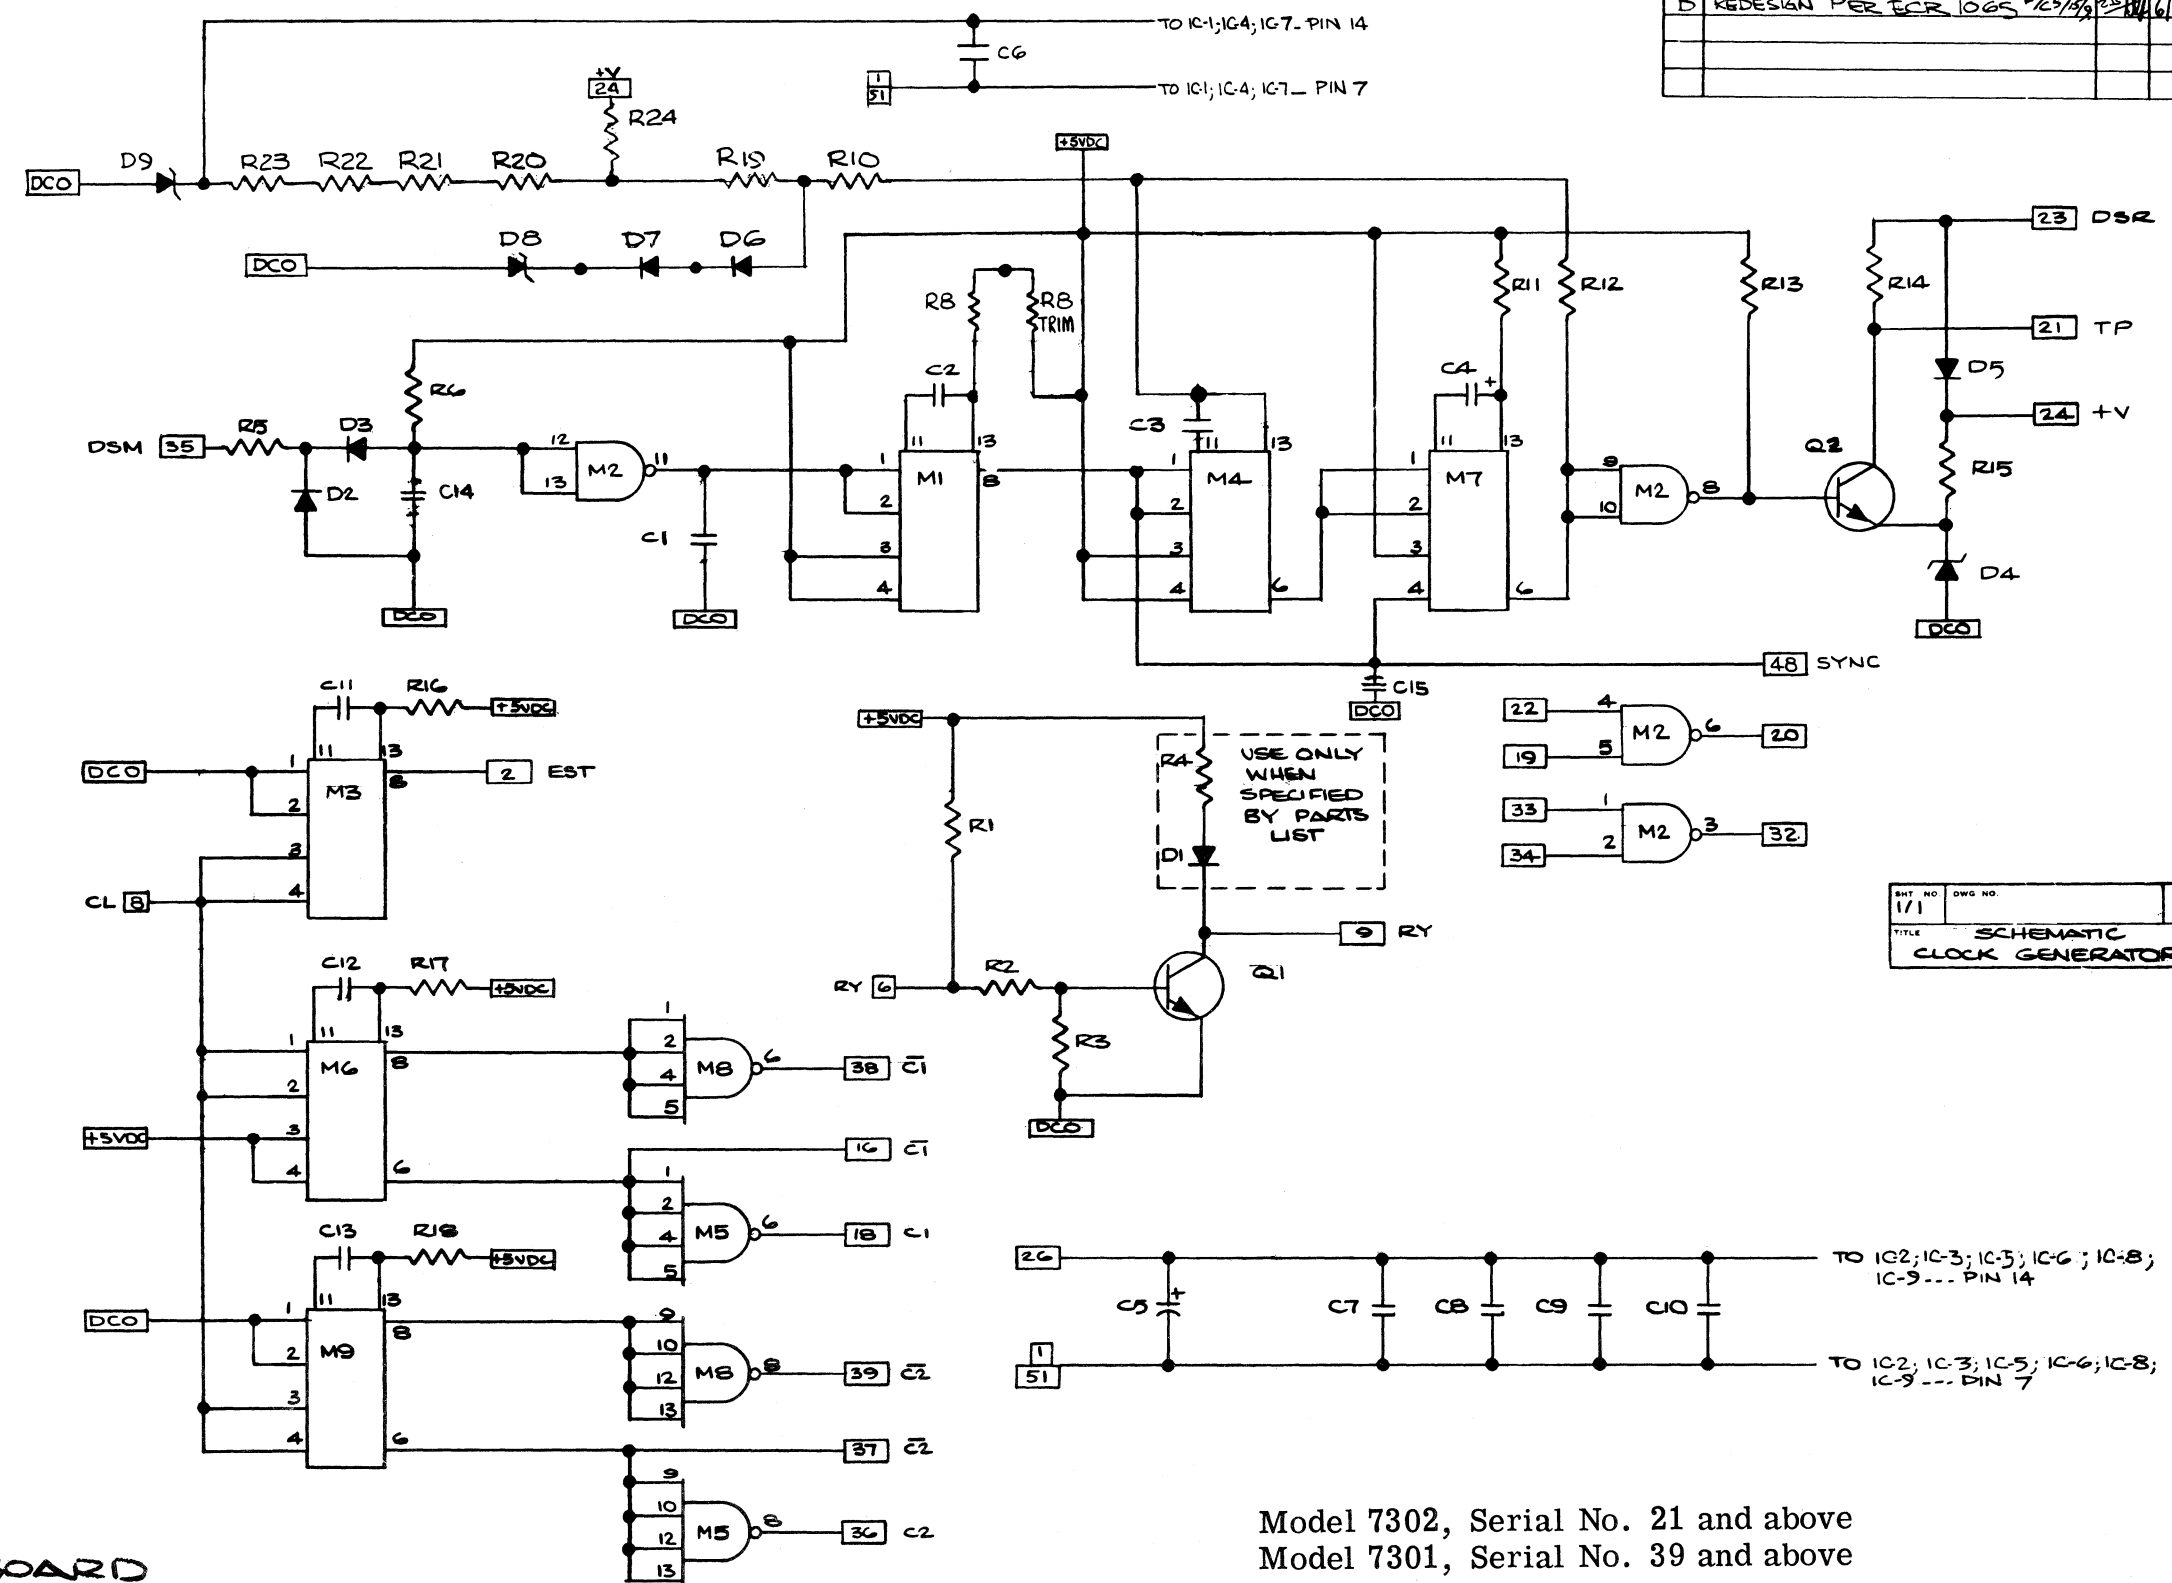 D REDESIGN PER ECR 1065
TO IC-1; IC-4; IC-7 - PIN 14
C6
1
51
TO IC-1; IC-4; IC-7 - PIN 7
+V
24
R24
DCO
D9
R23
R22
R21
R20
R19
R10
+5VDC
DCO
D8
D7
D6
R8
R8
TRIM
R11
R12
R13
R14
23 DSR
21 TP
D5
24 +V
R15
Q2
D4
DCO
DSM 35
R5
D3
R6
D2
C14
DCO
12
13
M2
11
C1
DCO
C2
11
13
1
2
3
4
M1
8
C3
11
13
1
2
3
4
M4
6
C4 +
11
13
1
2
3
4
M7
6
9
10
M2
8
48 SYNC
C15
DCO
C11
R16
+5VDC
DCO
11
13
1
2
3
4
M3
8
2 EST
CL 8
C12
R17
+5VDC
11
13
1
2
3
4
M6
8
6
+5VDC
C13
R18
+5VDC
DCO
11
13
1
2
3
4
M9
8
6
1
2
4
5
M8
6
38 C̅1̅
16 C̅1̅
1
2
4
5
M5
6
18 C1
9
10
12
13
M8
8
39 C̅2̅
37 C̅2̅
9
10
12
13
M5
8
36 C2
+5VDC
R1
R4
D1
USE ONLY
WHEN
SPECIFIED
BY PARTS
LIST
9 RY
RY 6
R2
R3
Q1
DCO
22
19
4
5
M2
6
20
33
34
1
2
M2
3
32
SHT NO.
1/1
DWG NO.
TITLE
SCHEMATIC
CLOCK GENERATOR
26
C5 +
C7
C8
C9
C10
1
51
TO IC-2; IC-3; IC-5; IC-6; IC-8;
IC-9 --- PIN 14
TO IC-2; IC-3; IC-5; IC-6; IC-8;
IC-9 --- PIN 7
Model 7302, Serial No. 21 and above
Model 7301, Serial No. 39 and above